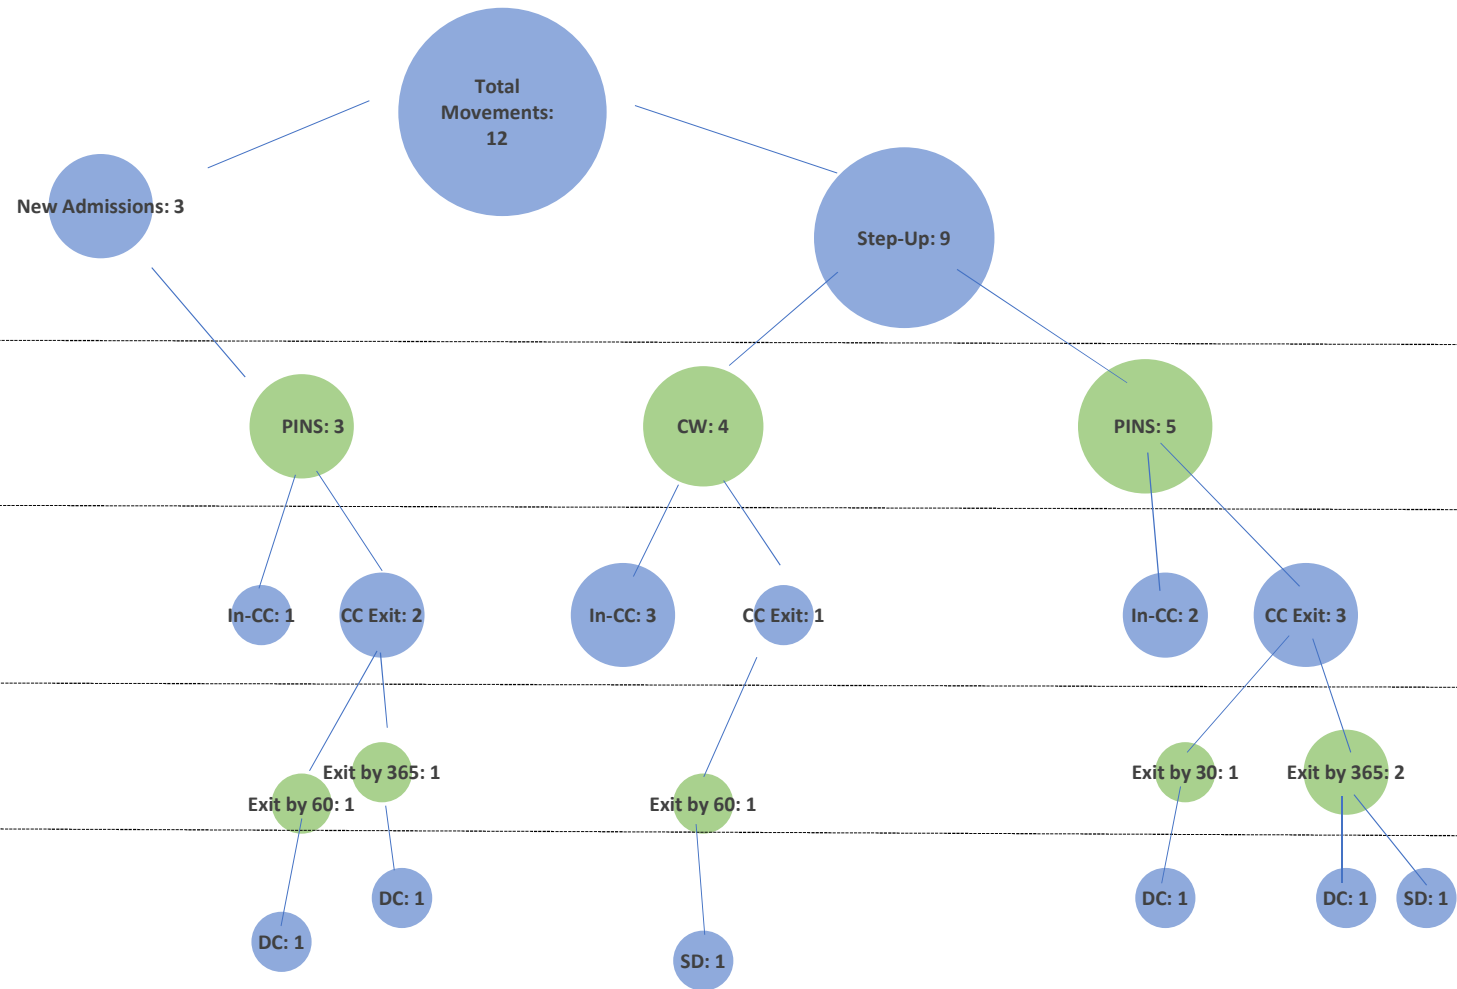 Total
Movements:
12
New Admissions: 3
Step-Up: 9
PINS: 3
CW: 4
PINS: 5
In-CC: 1
CC Exit: 2
In-CC: 3
CC Exit: 1
In-CC: 2
CC Exit: 3
Exit by 365: 1
Exit by 60: 1
Exit by 60: 1
Exit by 30: 1
Exit by 365: 2
DC: 1
DC: 1
SD: 1
DC: 1
DC: 1
SD: 1